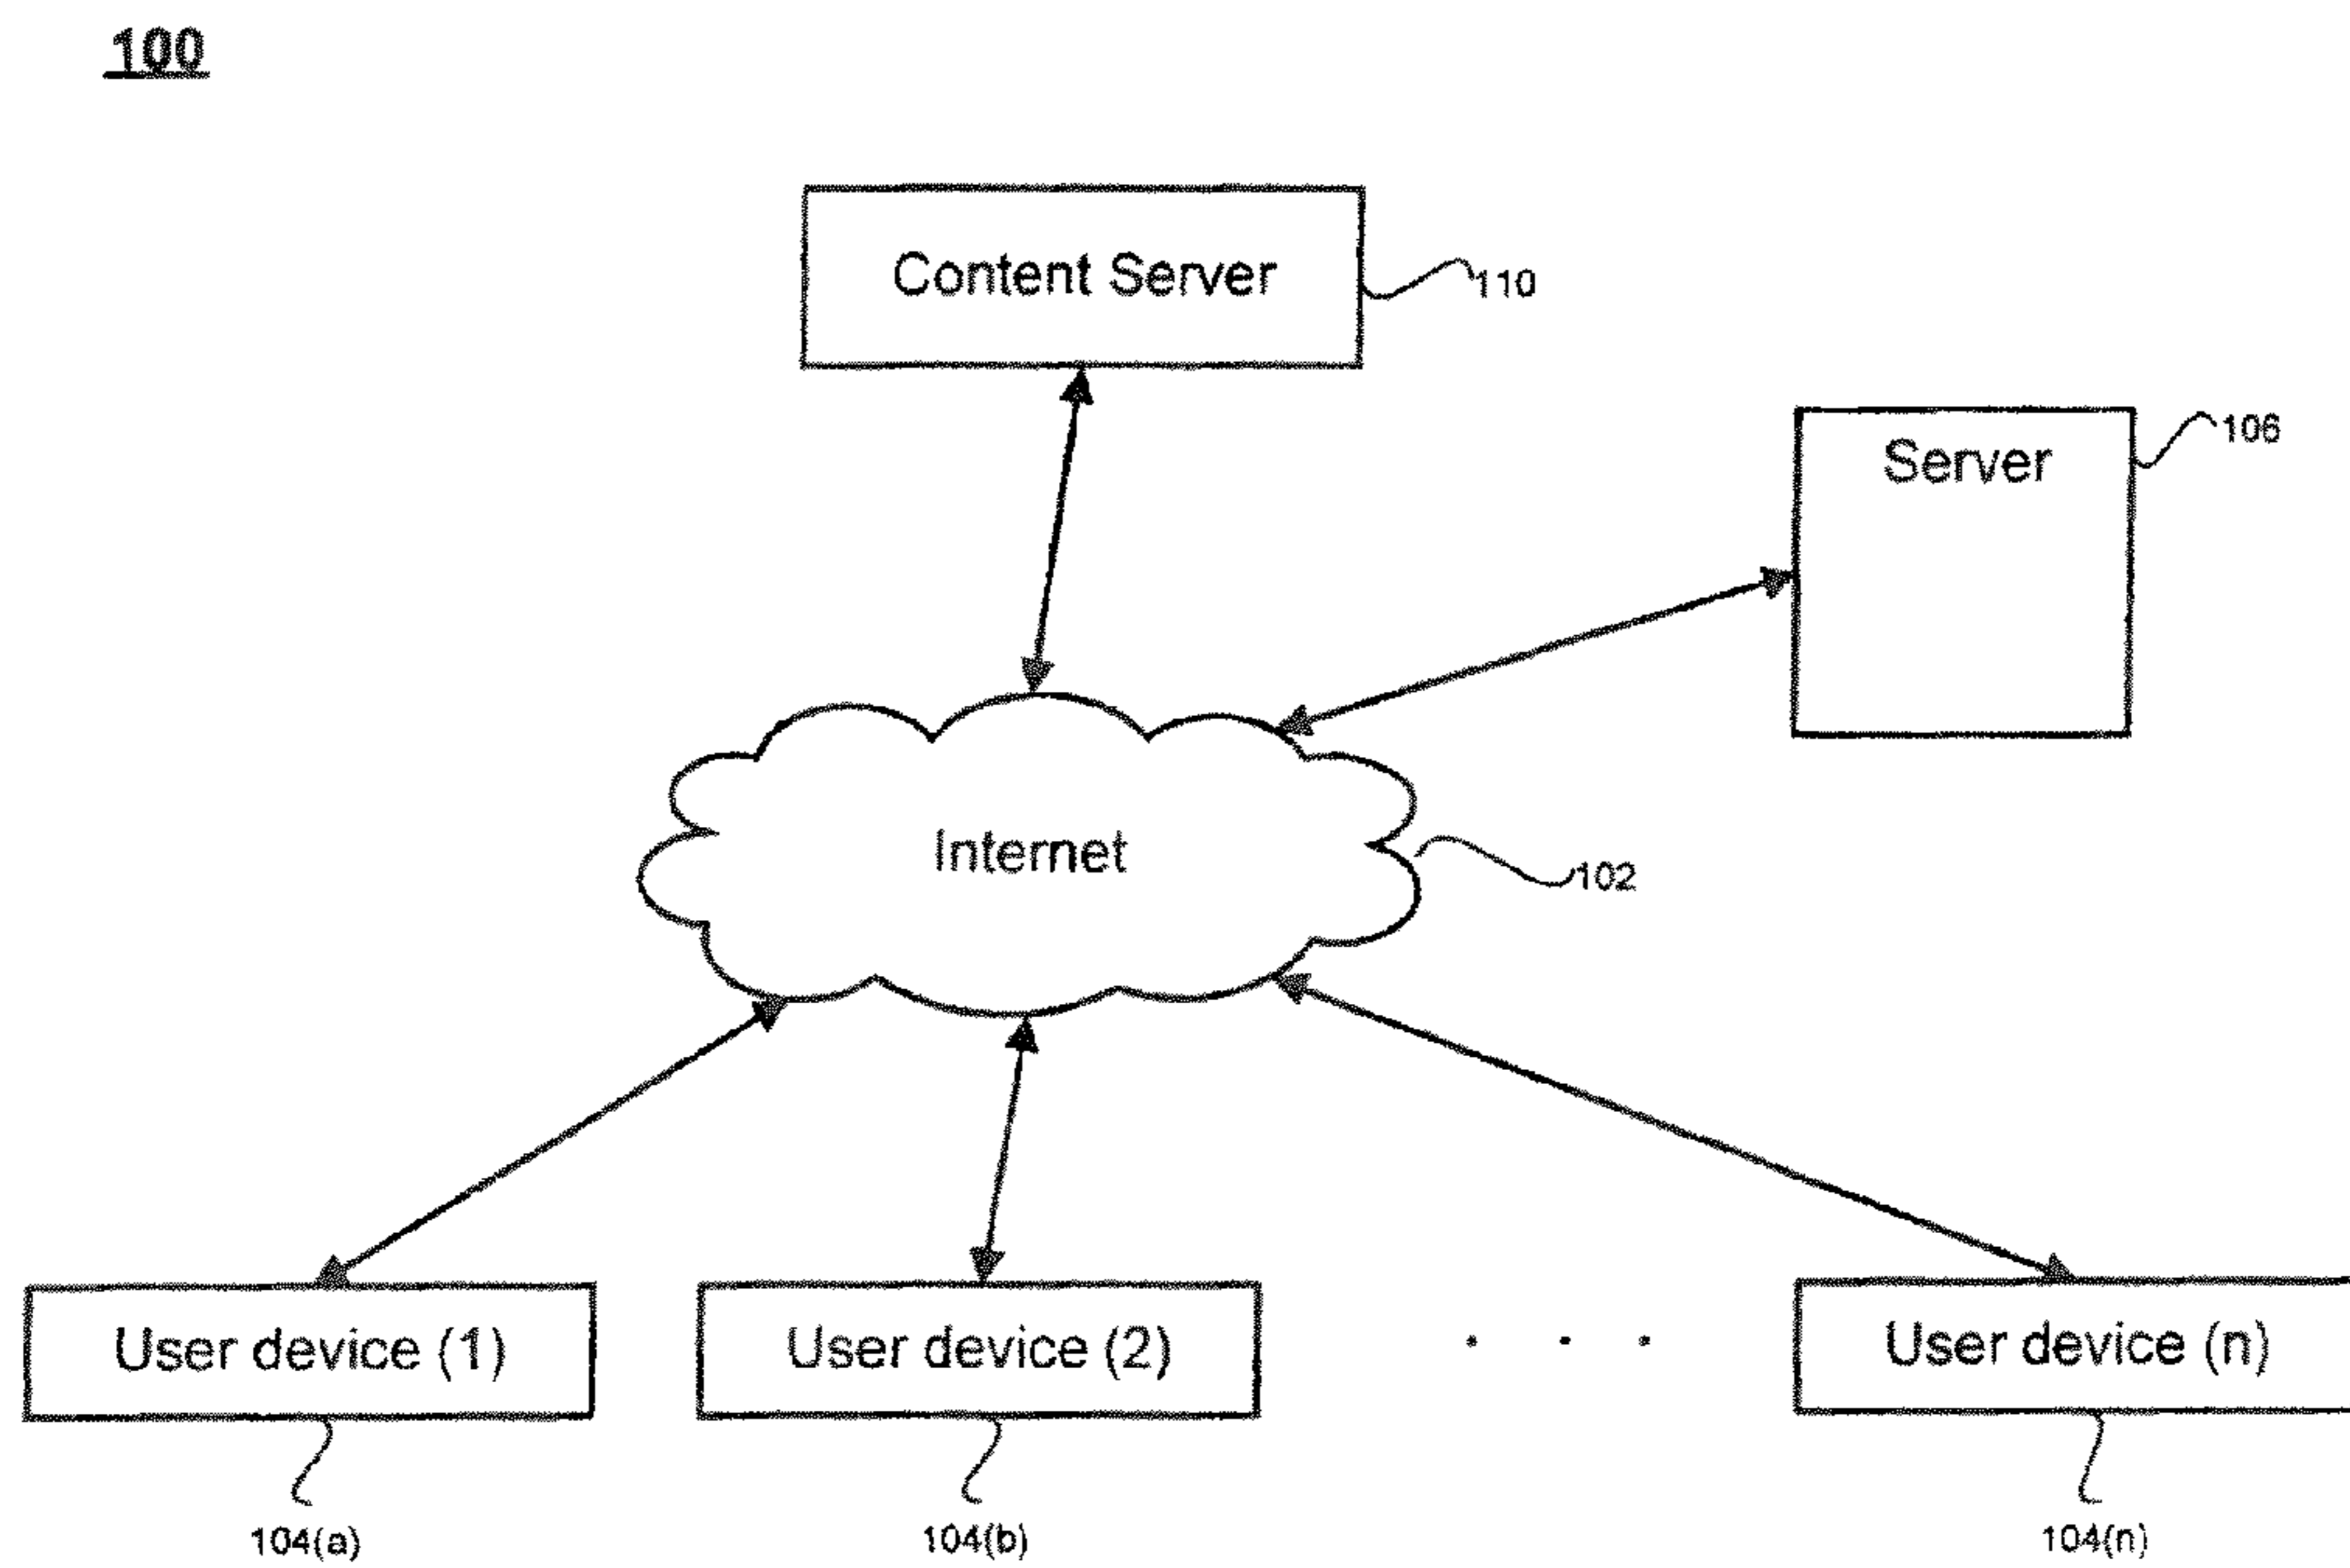 100
Content Server
110
Server
106
Internet
102
User device (1)
User device (2)
. . .
User device (n)
104(a)
104(b)
104(n)